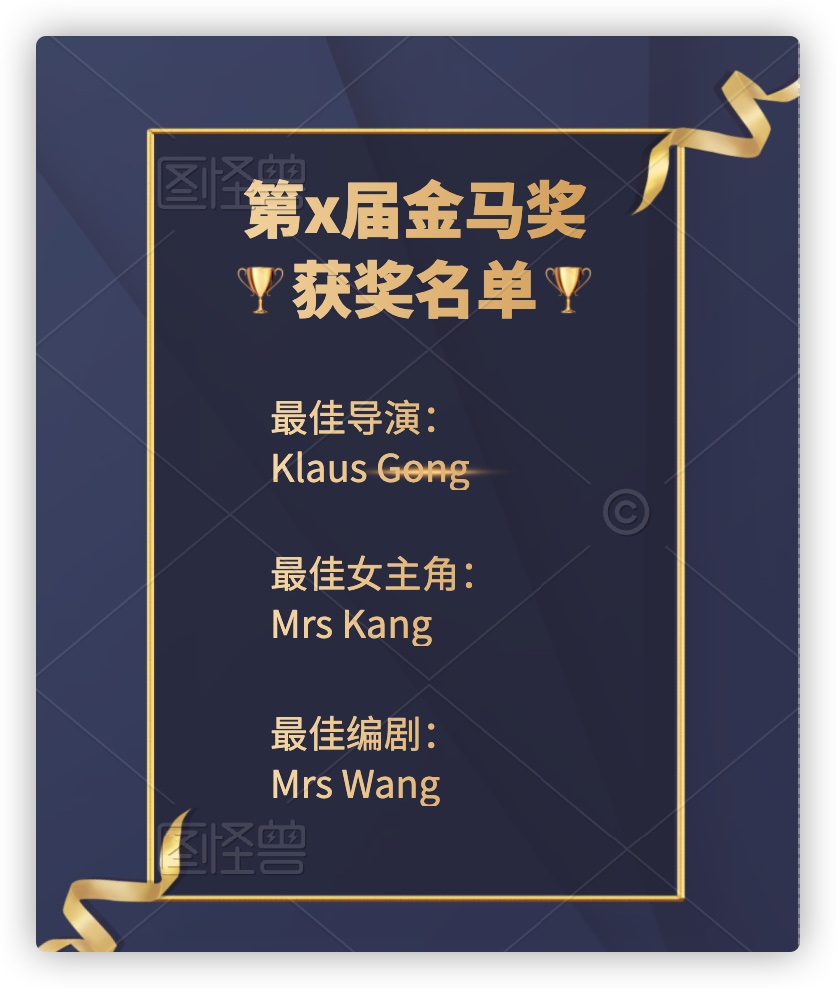 图怪兽
第x届金马奖
获奖名单
最佳导演：
Klaus Gong
©
最佳女主角：
Mrs Kang
最佳编剧：
Mrs Wang
图怪兽